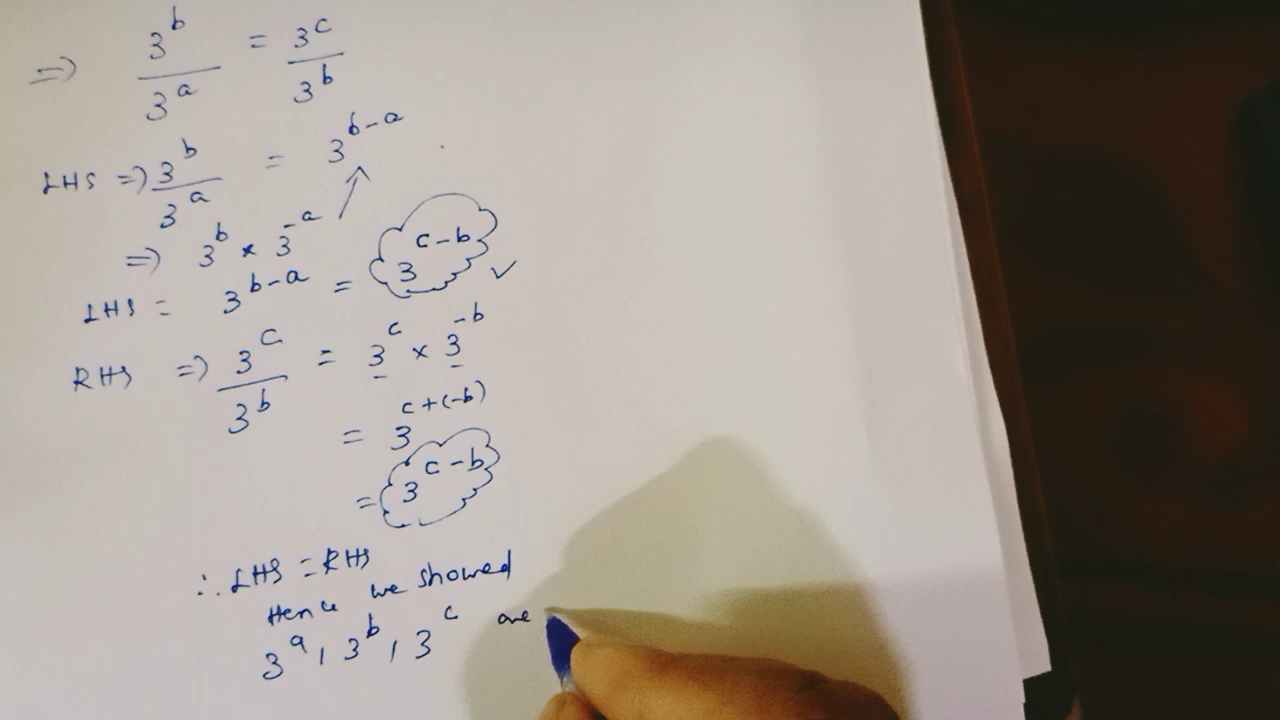 => 3^b / 3^a = 3^c / 3^b
LHS => 3^b / 3^a = 3^(b-a)
=> 3^b × 3^-a
LHS = 3^(b-a) = 3^(c-b) ✓
RHS => 3^c / 3^b = 3^c × 3^-b
= 3^(c+(-b))
= 3^(c-b)
∴ LHS = RHS
Hence we showed
3^a, 3^b, 3^c are